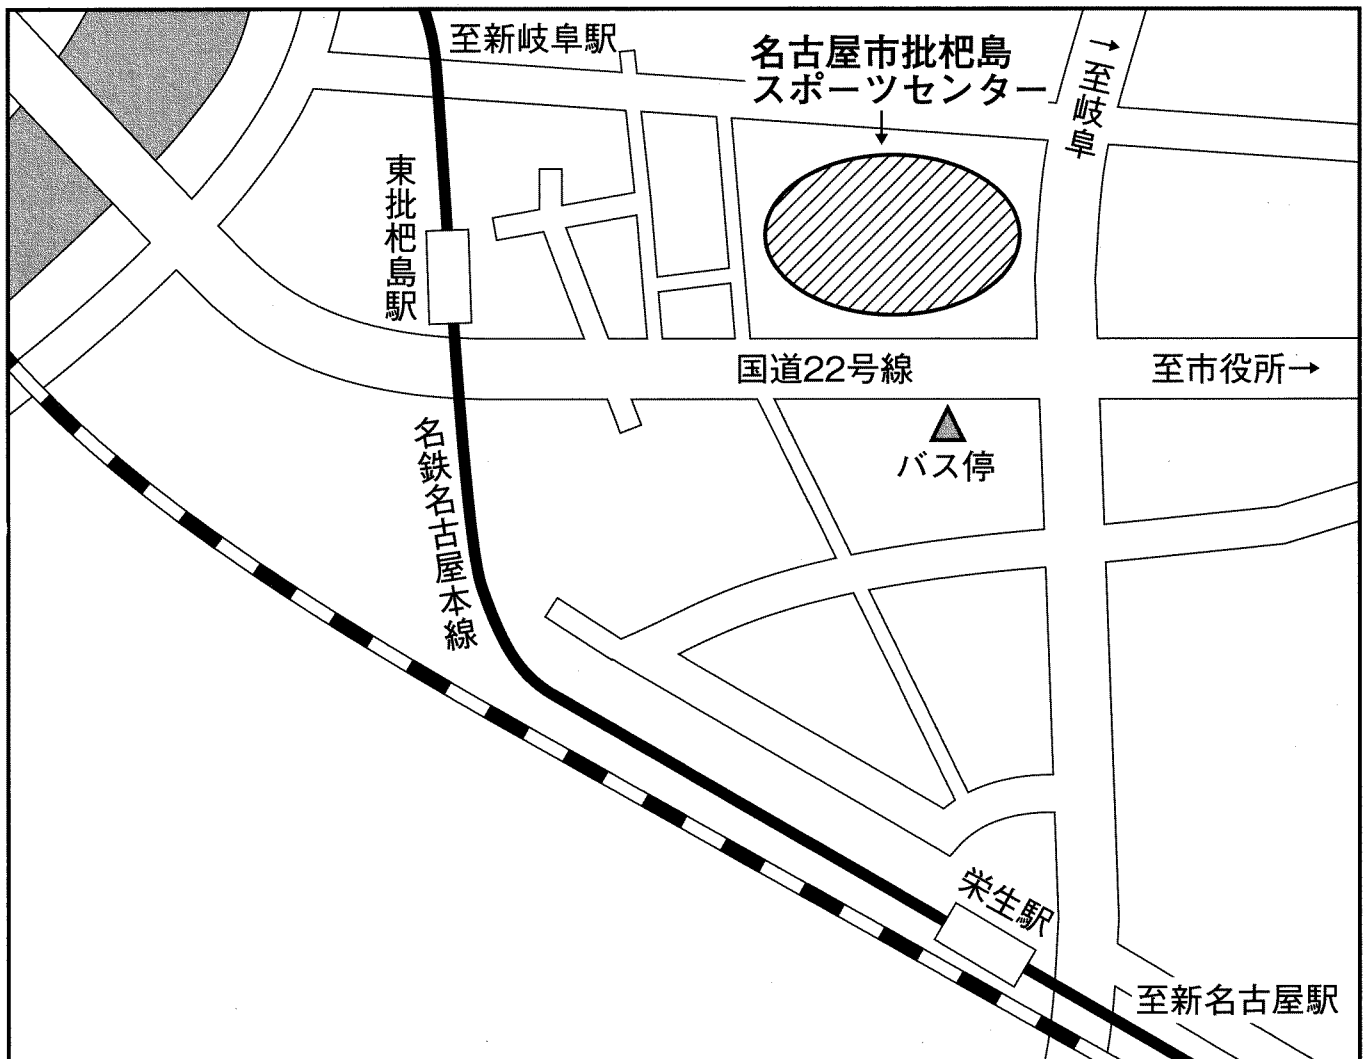 至新岐阜駅
名古屋市枇杷島
スポーツセンター
→至岐阜
東枇杷島駅
国道22号線
至市役所→
バス停
名鉄名古屋本線
栄生駅
至新名古屋駅